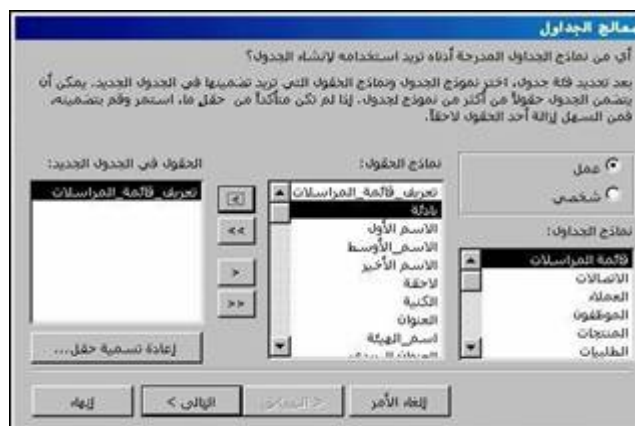 معالج الجداول
أي من نماذج الجداول المدرجة أدناه تريد استخدامه لإنشاء الجدول؟
بعد تحديد فئة جدول، اختر نموذج الجدول ونماذج الحقول التي تريد تضمينها في الجدول الجديد. يمكن أن
يتضمن الجدول حقولاً من أكثر من نموذج لجدول. إذا لم تكن متأكداً من حقل ما، استمر وقم بتضمينه،
فمن السهل إزالة أحد الحقول لاحقاً.
عمل
شخصي
نماذج الجداول:
قائمة المراسلات
الاتصالات
العملاء
الموظفون
المنتجات
الطلبيات
نماذج الحقول:
تعريف_قائمة_المراسلات
بادئة
الاسم الأول
الاسم_الأوسط
الاسم_الأخير
لاحقة
الكنية
العنوان
اسم_الهيئة
الحقول في الجدول الجديد:
تعريف_قائمة_المراسلات
>>
<
<<
إعادة تسمية حقل...
إلغاء الأمر
التالي >
إنهاء